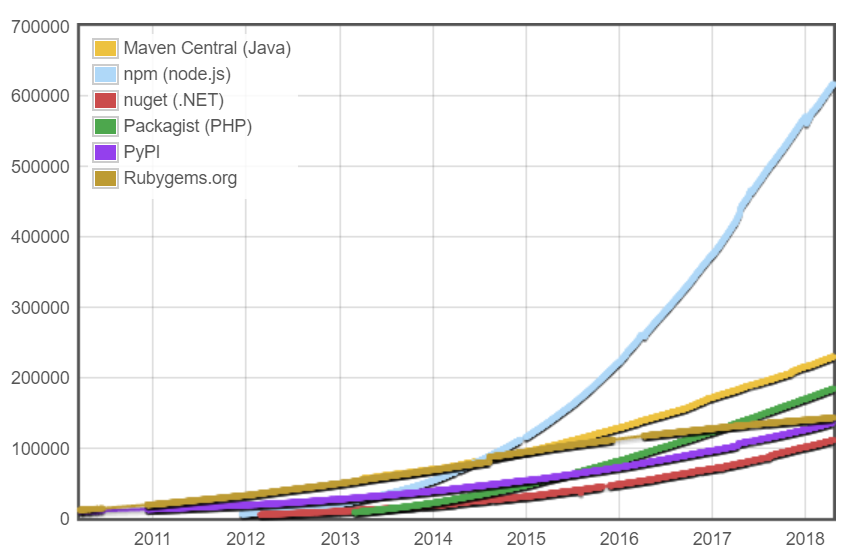 700000
600000
500000
400000
300000
200000
100000
0
Maven Central (Java)
npm (node.js)
nuget (.NET)
Packagist (PHP)
PyPI
Rubygems.org
2011 2012 2013 2014 2015 2016 2017 2018